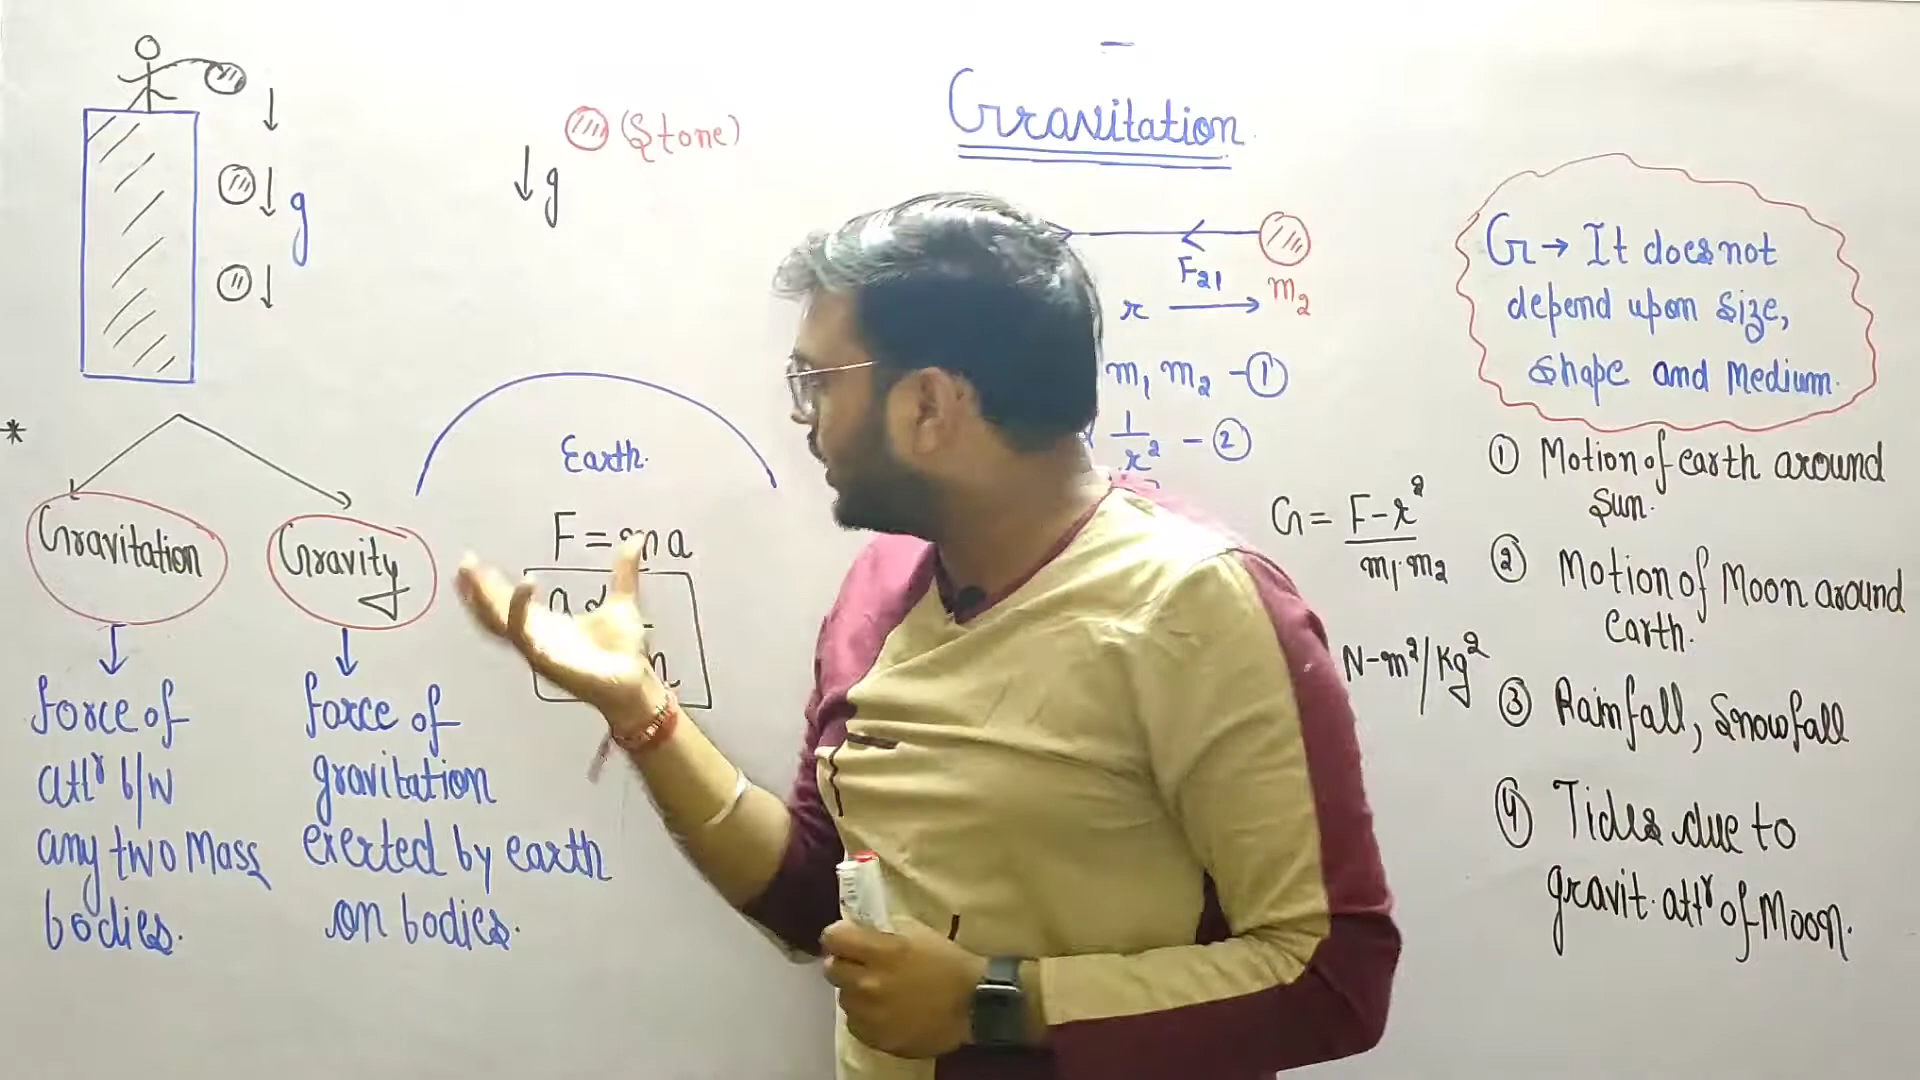 Gravitation
(Stone)
g
g
F21
r
m2
m1 m2 - ①
1/r² - ②
G → It does not
depend upon size,
shape and Medium.
Earth.
F = ma
a ∝
*
Gravitation
Gravity
force of
attr b/w
any two Mass
bodies.
force of
gravitation
exerted by earth
on bodies.
G = F - r² / m1. m2
N-m²/kg²
① Motion of earth around
sun.
② Motion of Moon around
earth.
③ Rainfall, Snowfall
④ Tides due to
gravit. attr of Moon.